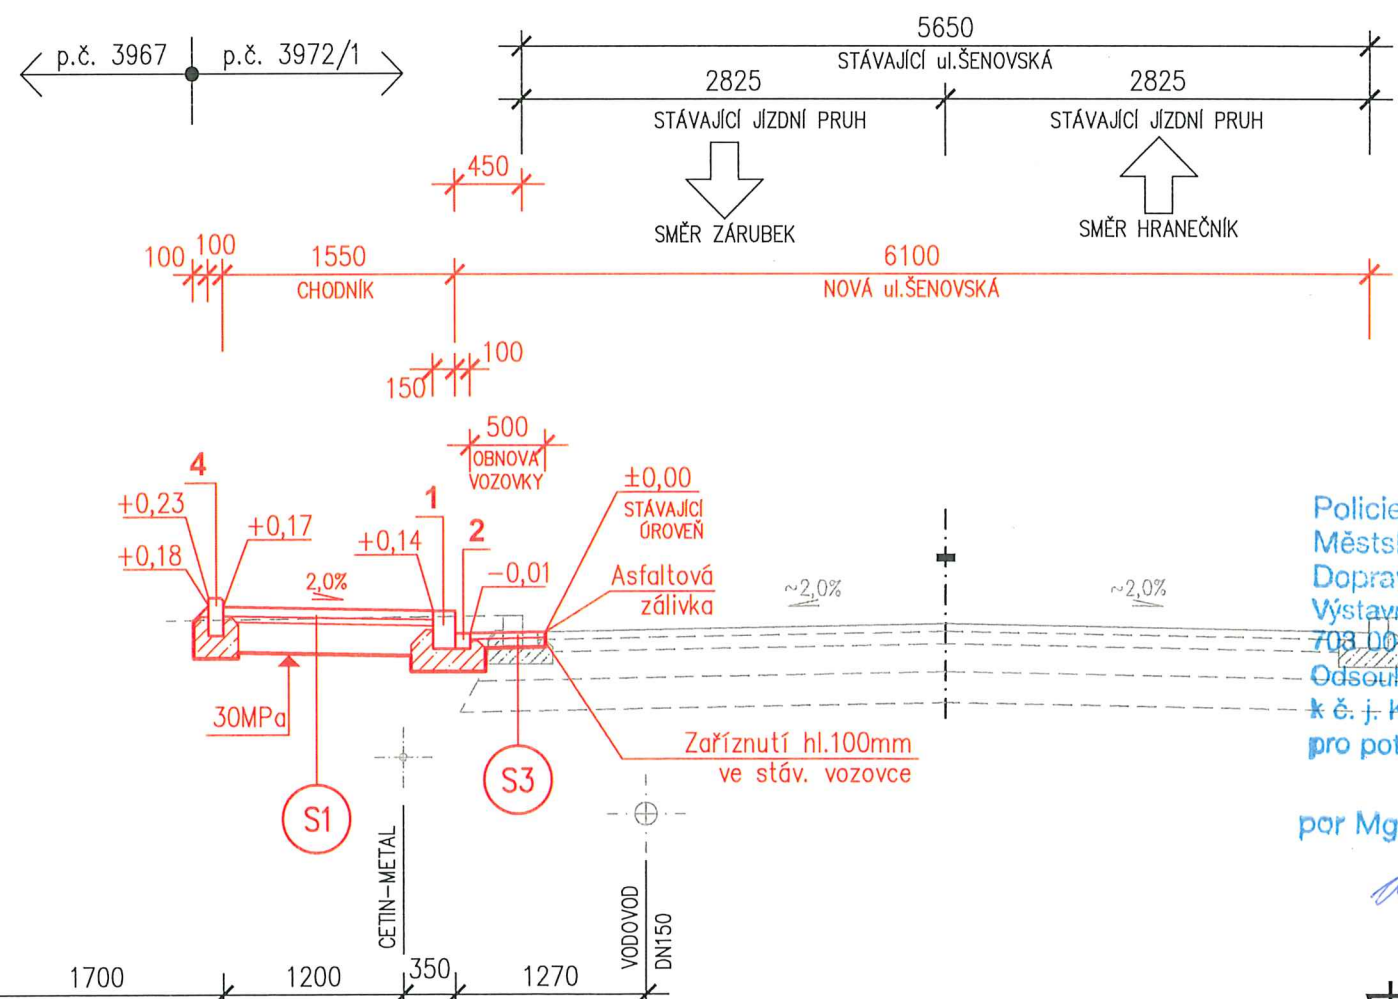 p.č. 3967
p.č. 3972/1
5650
STÁVAJÍCÍ ul.ŠENOVSKÁ
2825
2825
STÁVAJÍCÍ JÍZDNÍ PRUH
STÁVAJÍCÍ JÍZDNÍ PRUH
450
SMĚR ZÁRUBEK
SMĚR HRANEČNÍK
100
100
1550
6100
CHODNÍK
NOVÁ ul.ŠENOVSKÁ
100
150
500
OBNOVA
VOZOVKY
4
+0,23
+0,18
+0,17
1
+0,14
2
-0,01
±0,00
STÁVAJÍCÍ
ÚROVEŇ
Asfaltová
zálivka
2,0%
~2,0%
~2,0%
30MPa
S1
S3
Zaříznutí hl.100mm
ve stáv. vozovce
CETIN-METAL
VODOVOD
DN150
1700
1200
350
1270
Policie
Dopra
703 00
k č. j.
por Mg